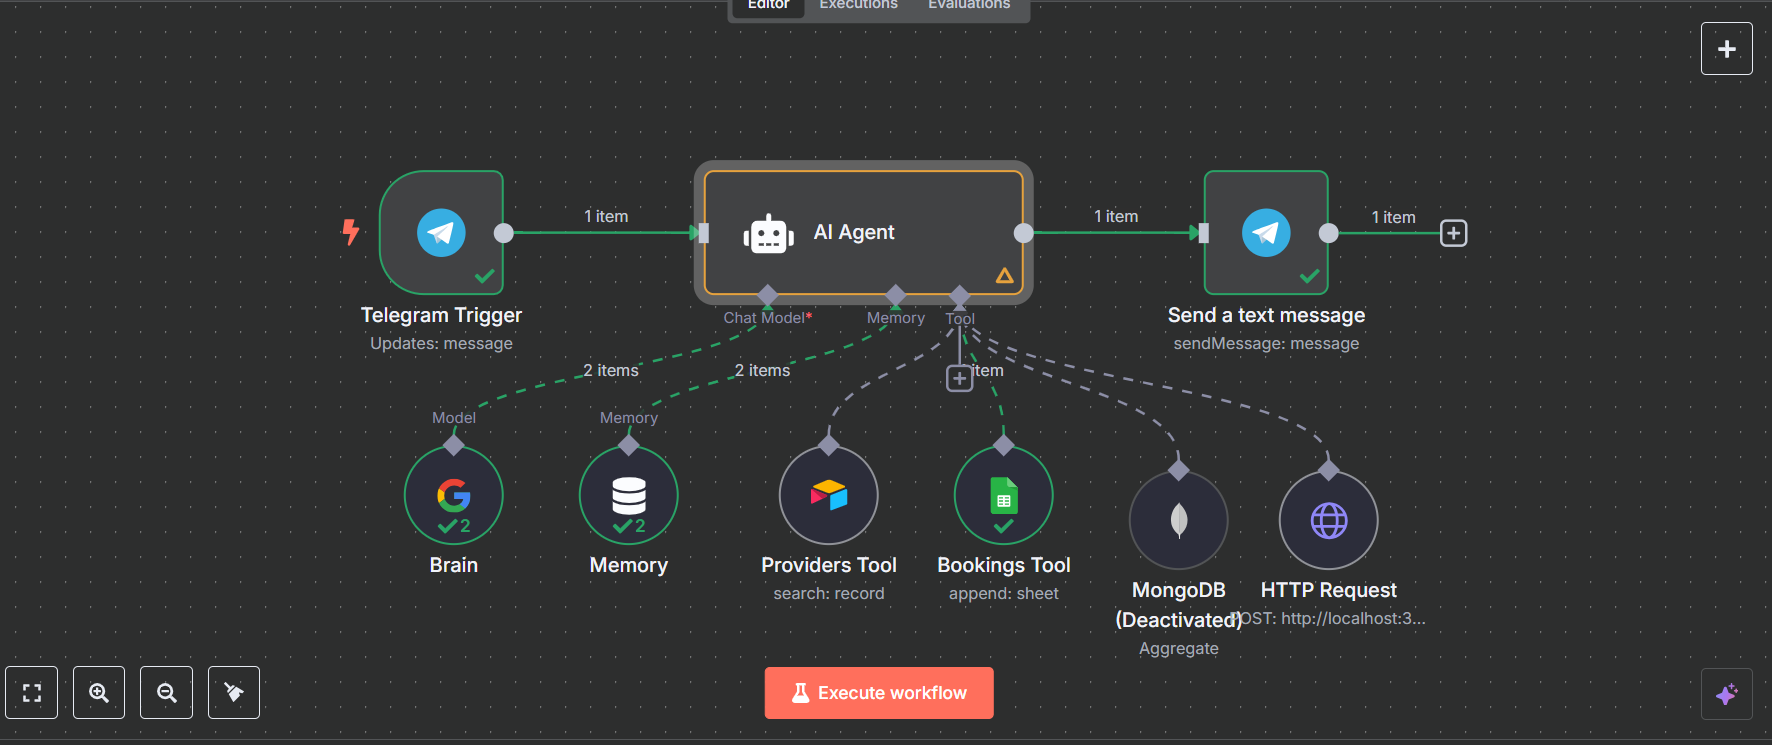 Editor Executions Evaluations
1 item
1 item
1 item
AI Agent
Telegram Trigger
Updates: message
Chat Model*
Memory
Tool
Send a text message
sendMessage: message
2 items
2 items
item
Model
Memory
2
2
Brain
Memory
Providers Tool
search: record
Bookings Tool
append: sheet
MongoDB
(Deactivated)
Aggregate
HTTP Request
POST: http://localhost:3...
Execute workflow